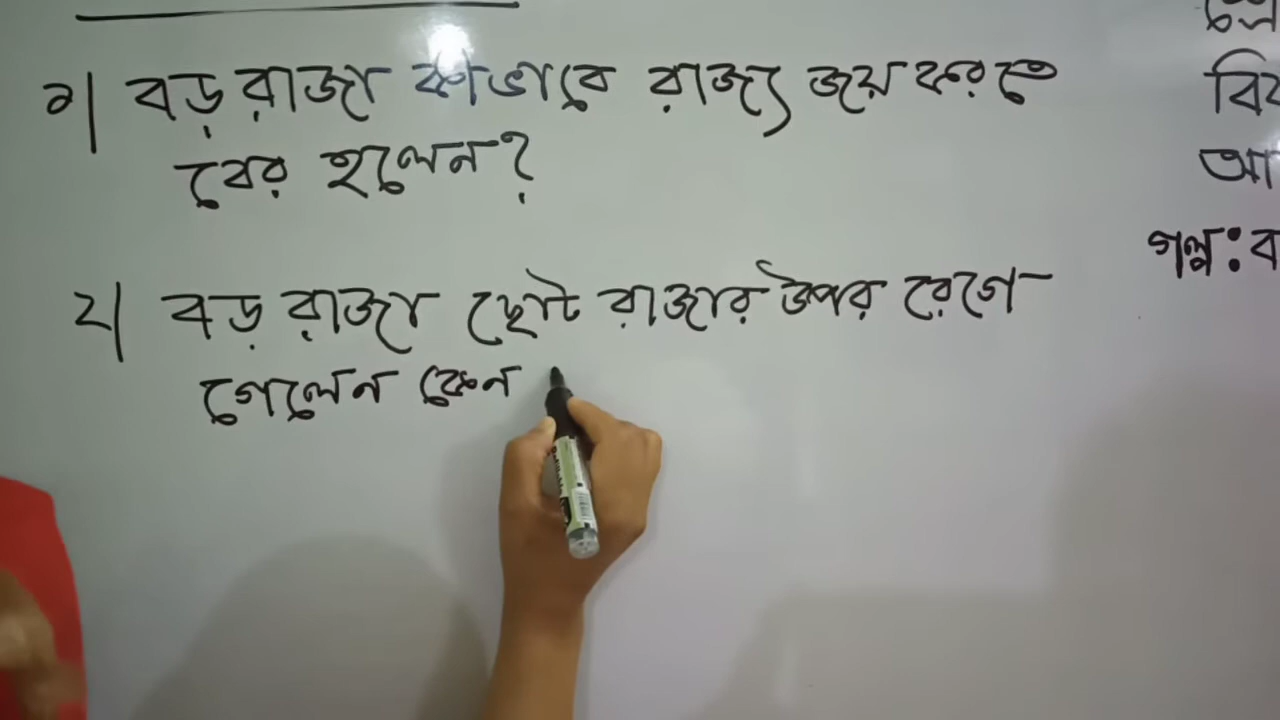 ১| বড় রাজা কীভাবে রাজ্য জয় করতে
বের হলেন?
২| বড় রাজা ছোট রাজার উপর রেগে
গেলেন কেন
বি
আ
গল্প: ব